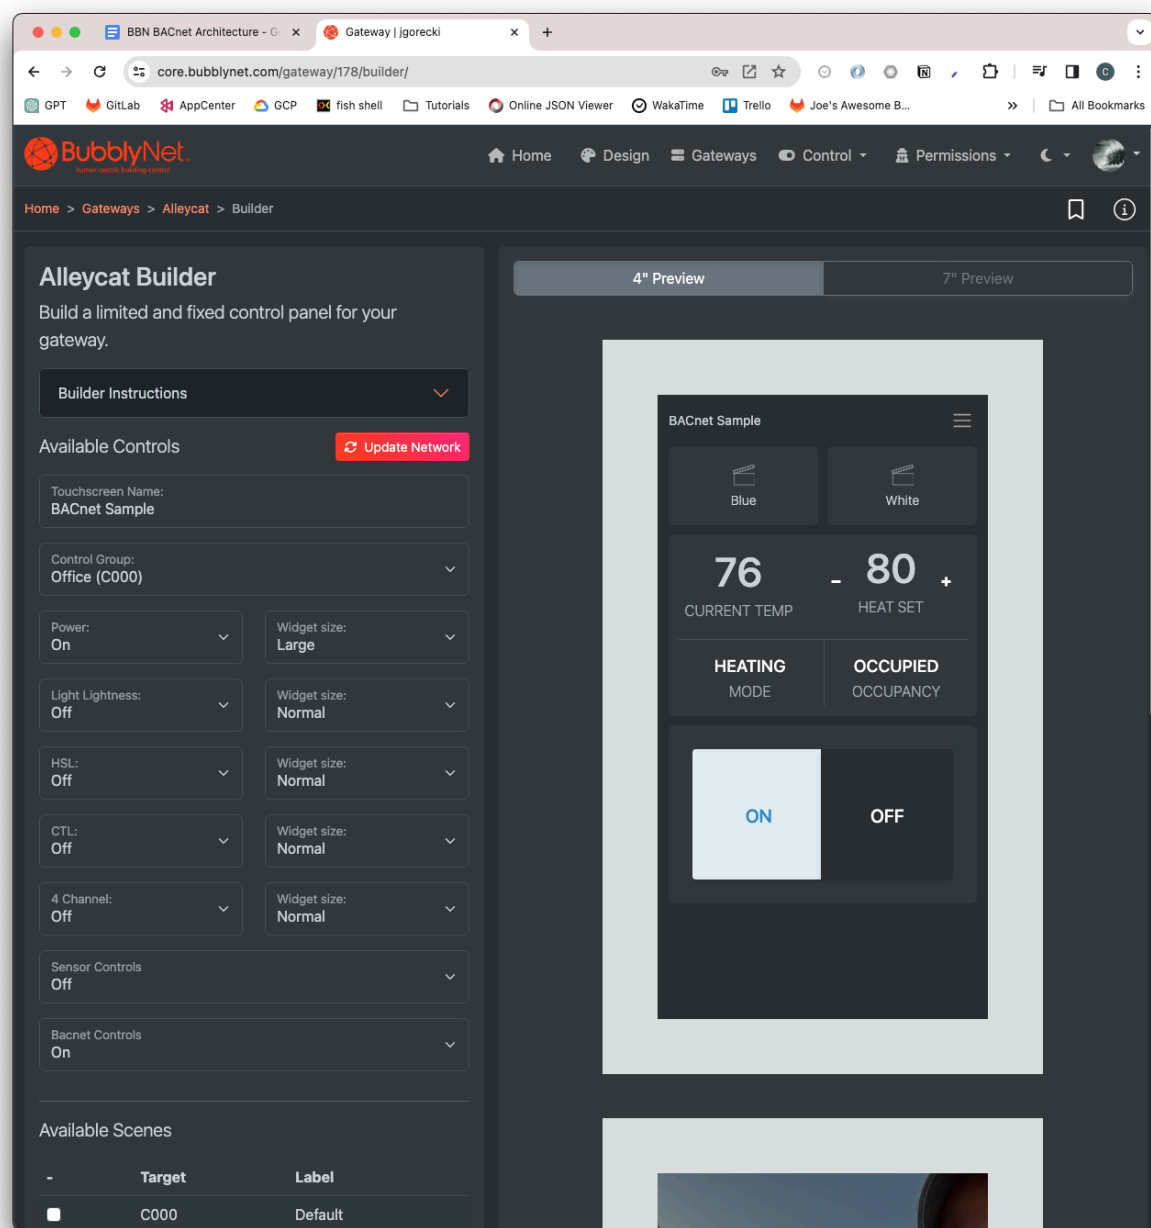 BBN BACnet Architecture - G
Gateway | jgorecki
core.bubblynet.com/gateway/178/builder/
GPT
GitLab
AppCenter
GCP
fish shell
Tutorials
Online JSON Viewer
WakaTime
Trello
Joe's Awesome B...
All Bookmarks
BubblyNet.
human-centric building control
Home
Design
Gateways
Control
Permissions
Home > Gateways > Alleycat > Builder
Alleycat Builder
Build a limited and fixed control panel for your
gateway.
Builder Instructions
Available Controls
Update Network
Touchscreen Name:
BACnet Sample
Control Group:
Office (C000)
Power:
On
Widget size:
Large
Light Lightness:
Off
Widget size:
Normal
HSL:
Off
Widget size:
Normal
CTL:
Off
Widget size:
Normal
4 Channel:
Off
Widget size:
Normal
Sensor Controls
Off
Bacnet Controls
On
Available Scenes
- Target Label
C000 Default
4" Preview
7" Preview
BACnet Sample
Blue
White
76
CURRENT TEMP
- 80 +
HEAT SET
HEATING
MODE
OCCUPIED
OCCUPANCY
ON
OFF